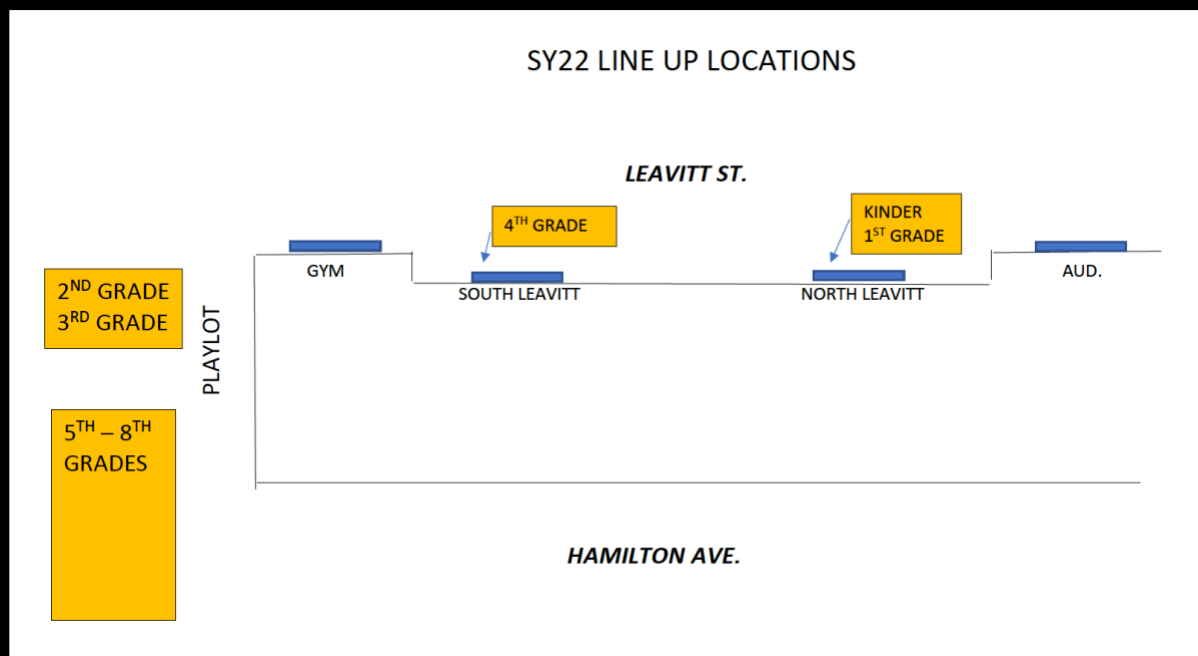 SY22 LINE UP LOCATIONS
LEAVITT ST.
4TH GRADE
KINDER
1ST GRADE
GYM
SOUTH LEAVITT
NORTH LEAVITT
AUD.
2ND GRADE
3RD GRADE
PLAYLOT
5TH – 8TH
GRADES
HAMILTON AVE.